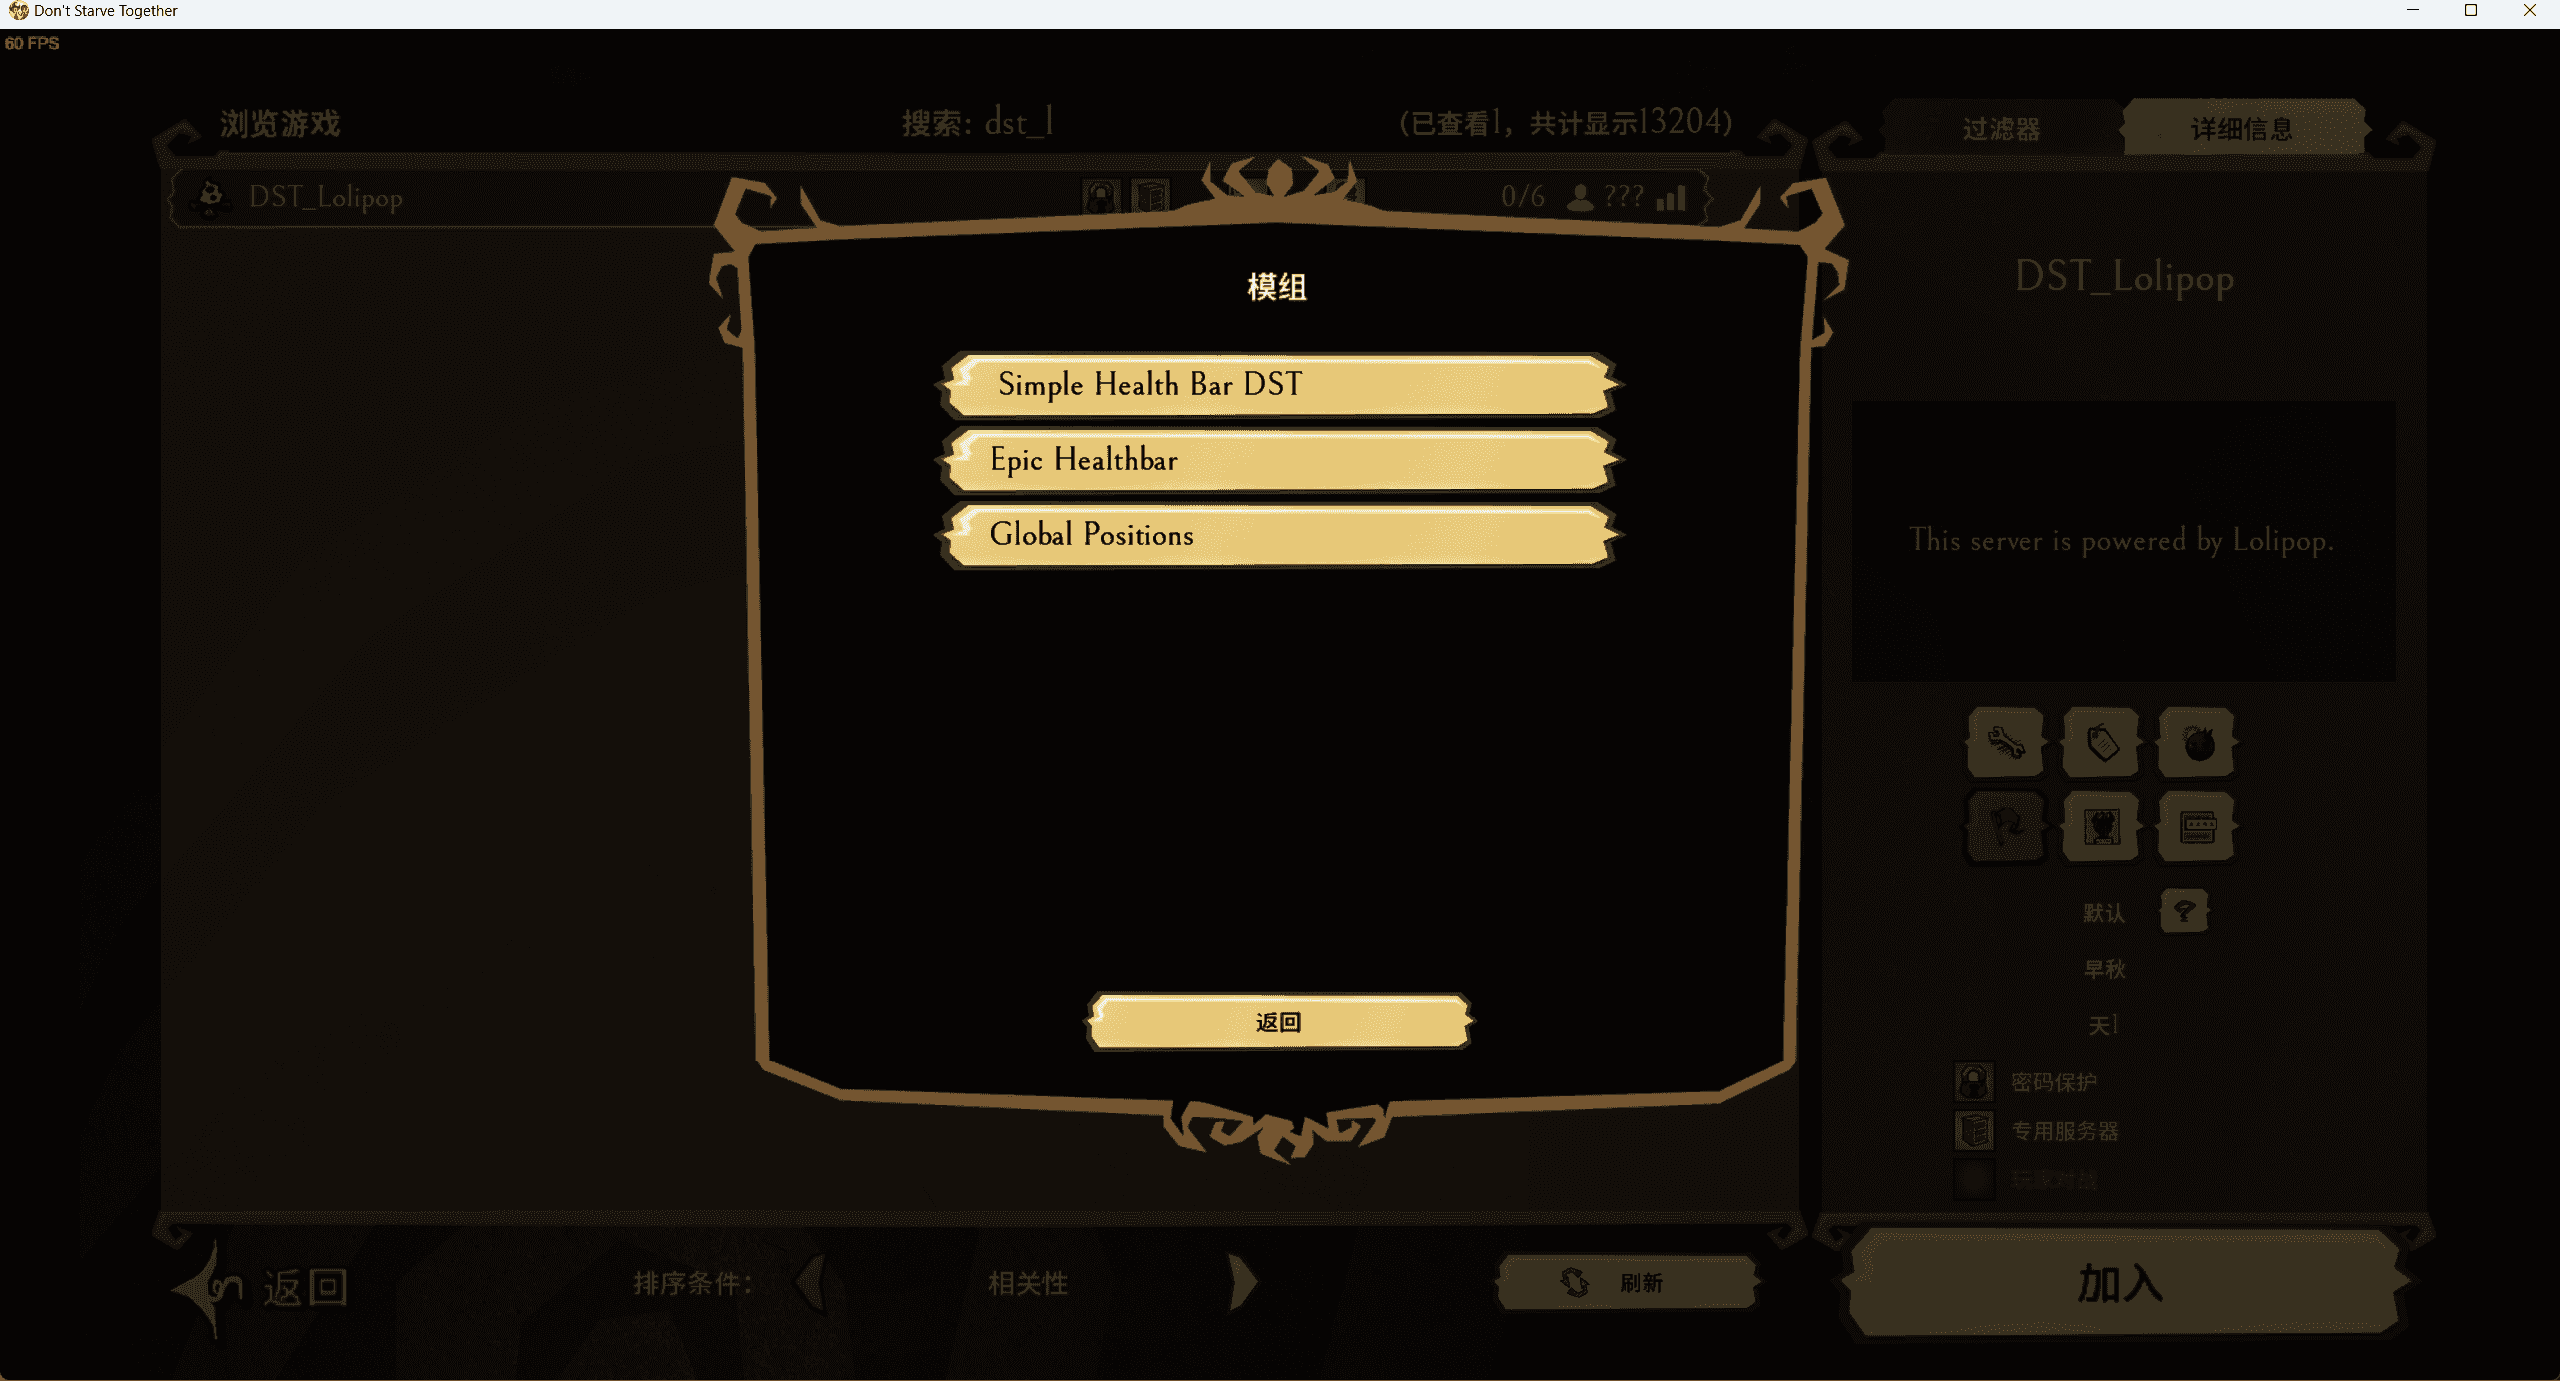 Don't Starve Together
60 FPS
浏览游戏
搜索: dst_l
(已查看1，共计显示13204)
过滤器
详细信息
DST_Lolipop
0/6
???
模组
Simple Health Bar DST
Epic Healthbar
Global Positions
返回
DST_Lolipop
This server is powered by Lolipop.
默认
早秋
天1
密码保护
专用服务器
玩家对战
返回
排序条件:
相关性
刷新
加入